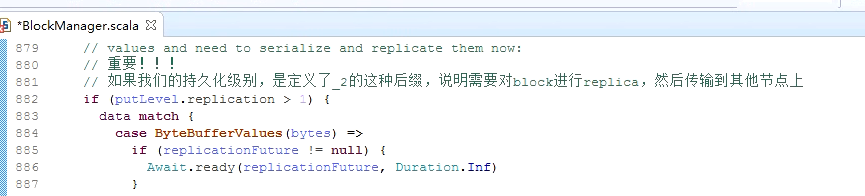 *BlockManager.scala
879 // values and need to serialize and replicate them now:
880 // 重要！！！
881 // 如果我们的持久化级别，是定义了_2的这种后缀，说明需要对block进行replica，然后传输到其他节点上
882 if (putLevel.replication > 1) {
883 data match {
884 case ByteBufferValues(bytes) =>
885 if (replicationFuture != null) {
886 Await.ready(replicationFuture, Duration.Inf)
887 }